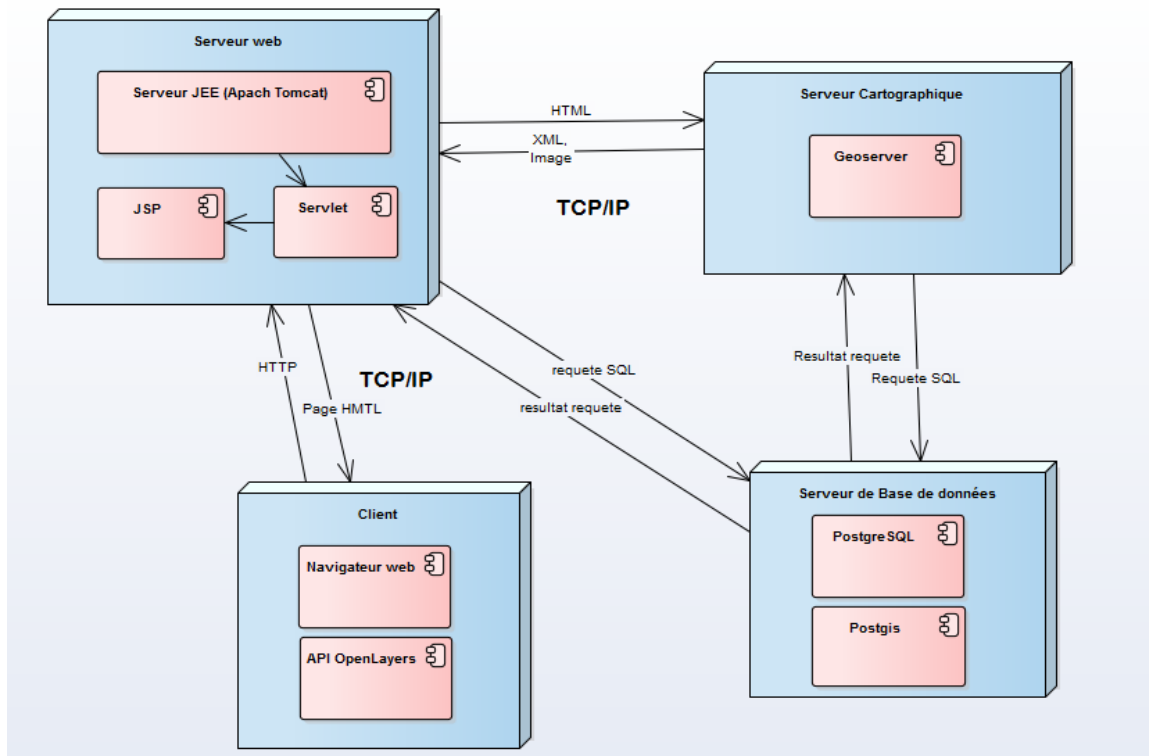 Serveur web
Serveur JEE (Apach Tomcat)
JSP
Servlet
HTML
XML,
Image
TCP/IP
Serveur Cartographique
Geoserver
HTTP
Page HMTL
TCP/IP
requete SQL
resultat requete
Resultat requete
Requete SQL
Client
Navigateur web
API OpenLayers
Serveur de Base de données
PostgreSQL
Postgis